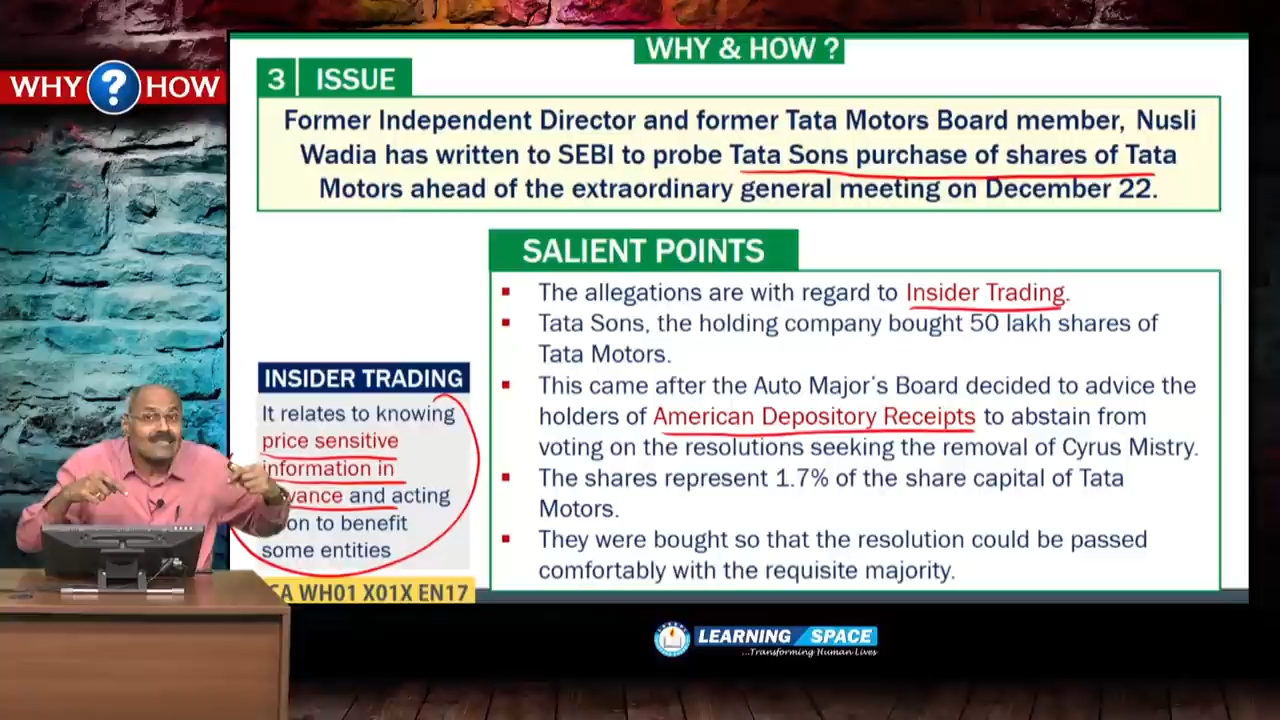 WHY & HOW ?
WHY ? HOW
3 ISSUE
Former Independent Director and former Tata Motors Board member, Nusli
Wadia has written to SEBI to probe Tata Sons purchase of shares of Tata
Motors ahead of the extraordinary general meeting on December 22.
SALIENT POINTS
The allegations are with regard to Insider Trading.
Tata Sons, the holding company bought 50 lakh shares of
Tata Motors.
This came after the Auto Major's Board decided to advice the
holders of American Depository Receipts to abstain from
voting on the resolutions seeking the removal of Cyrus Mistry.
The shares represent 1.7% of the share capital of Tata
Motors.
They were bought so that the resolution could be passed
comfortably with the requisite majority.
INSIDER TRADING
It relates to knowing
price sensitive
information in
and acting
to benefit
some entities
WH01 X01X EN17
LEARNING SPACE
...Transforming Human Lives